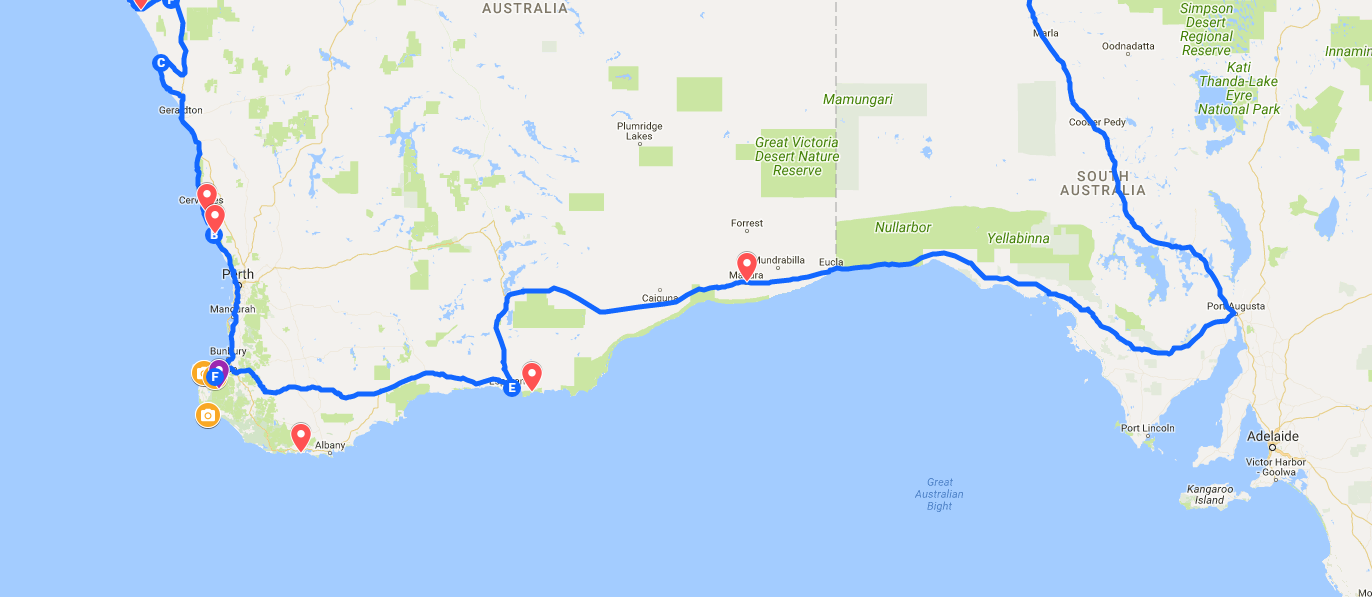 AUSTRALIA
Simpson
Desert
Regional
Reserve
Marla
Oodnadatta
Kati
Thanda-Lake
Eyre
National Park
C
Geraldton
Mamungari
Coober Pedy
Plumridge
Lakes
Great Victoria
Desert Nature
Reserve
SOUTH
AUSTRALIA
Forrest
Nullarbor
Yellabinna
Perth
Mundrabilla
Eucla
Madura
Caiguna
Mandurah
Port Augusta
Bunbury
F
E
Albany
Port Lincoln
Adelaide
Victor Harbor
- Goolwa
Great
Australian
Bight
Kangaroo
Island